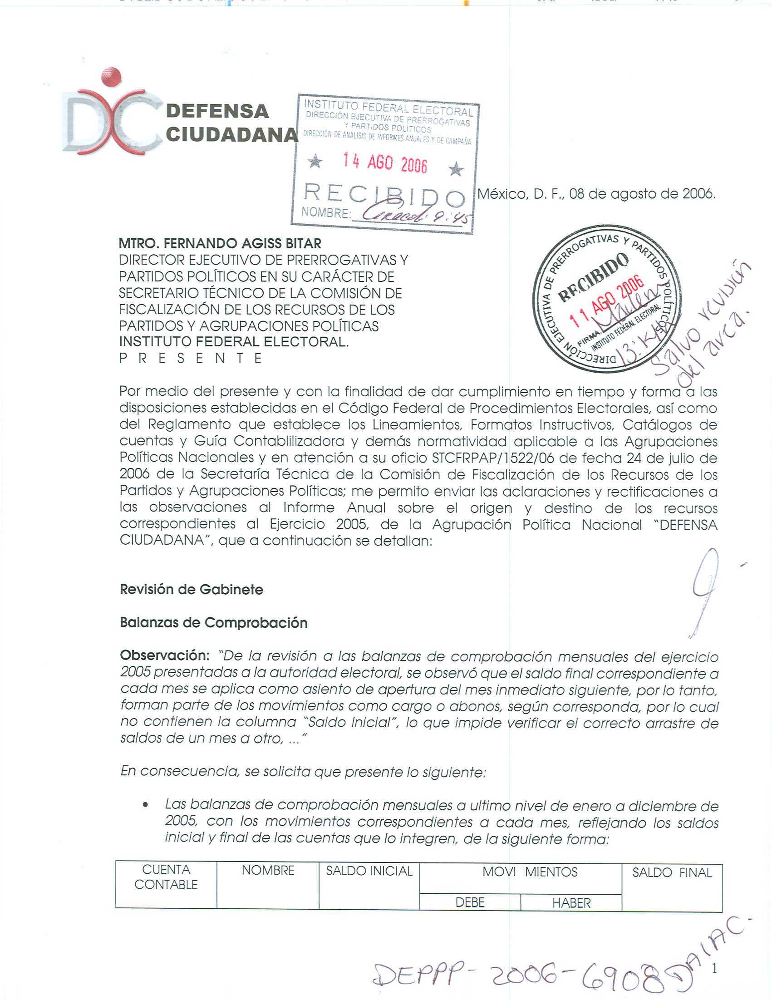 DC DEFENSA
CIUDADANA
INSTITUTO FEDERAL ELECTORAL
DIRECCIÓN EJECUTIVA DE PRERROGATIVAS
Y PARTIDOS POLÍTICOS
DIRECCIÓN DE ANÁLISIS DE INFORMES ANUALES Y DE CAMPAÑA
14 AGO 2006
RECIBIDO
NOMBRE: Araceli 9:45
México, D. F., 08 de agosto de 2006.
DIRECCIÓN EJECUTIVA DE PRERROGATIVAS Y PARTIDOS POLÍTICOS
RECIBIDO
11 AGO 2006
FIRMA
INSTITUTO FEDERAL ELECTORAL
Salvo revisión
del área.
MTRO. FERNANDO AGISS BITAR
DIRECTOR EJECUTIVO DE PRERROGATIVAS Y
PARTIDOS POLÍTICOS EN SU CARÁCTER DE
SECRETARIO TÉCNICO DE LA COMISIÓN DE
FISCALIZACIÓN DE LOS RECURSOS DE LOS
PARTIDOS Y AGRUPACIONES POLÍTICAS
INSTITUTO FEDERAL ELECTORAL.
P R E S E N T E
Por medio del presente y con la finalidad de dar cumplimiento en tiempo y forma a las
disposiciones establecidas en el Código Federal de Procedimientos Electorales, así como
del Reglamento que establece los Lineamientos, Formatos Instructivos, Catálogos de
cuentas y Guía Contablilizadora y demás normatividad aplicable a las Agrupaciones
Políticas Nacionales y en atención a su oficio STCFRPAP/1522/06 de fecha 24 de julio de
2006 de la Secretaría Técnica de la Comisión de Fiscalización de los Recursos de los
Partidos y Agrupaciones Políticas; me permito enviar las aclaraciones y rectificaciones a
las observaciones al Informe Anual sobre el origen y destino de los recursos
correspondientes al Ejercicio 2005, de la Agrupación Política Nacional “DEFENSA
CIUDADANA”, que a continuación se detallan:
Revisión de Gabinete
Balanzas de Comprobación
Observación: “De la revisión a las balanzas de comprobación mensuales del ejercicio
2005 presentadas a la autoridad electoral, se observó que el saldo final correspondiente a
cada mes se aplica como asiento de apertura del mes inmediato siguiente, por lo tanto,
forman parte de los movimientos como cargo o abonos, según corresponda, por lo cual
no contienen la columna “Saldo Inicial”, lo que impide verificar el correcto arrastre de
saldos de un mes a otro, ...”
En consecuencia, se solicita que presente lo siguiente:
• Las balanzas de comprobación mensuales a ultimo nivel de enero a diciembre de
2005, con los movimientos correspondientes a cada mes, reflejando los saldos
inicial y final de las cuentas que lo integren, de la siguiente forma:
CUENTA CONTABLE NOMBRE SALDO INICIAL MOVI MIENTOS SALDO FINAL
DEBE HABER
DAIAC-
DEPPP-2006-6908
1